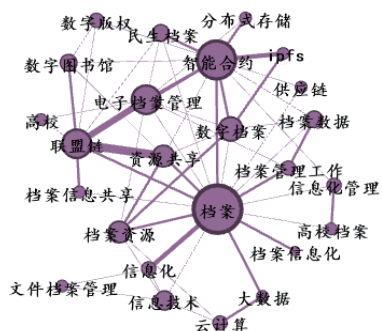 数字版权
分布式存储
民生档案
智能合约
ipfs
数字图书馆
供应链
电子档案管理
档案数据
高校
数字档案
联盟链
资源共享
档案管理工作
信息化管理
档案信息共享
档案
档案资源
高校档案
档案信息化
信息化
文件档案管理
信息技术
大数据
云计算